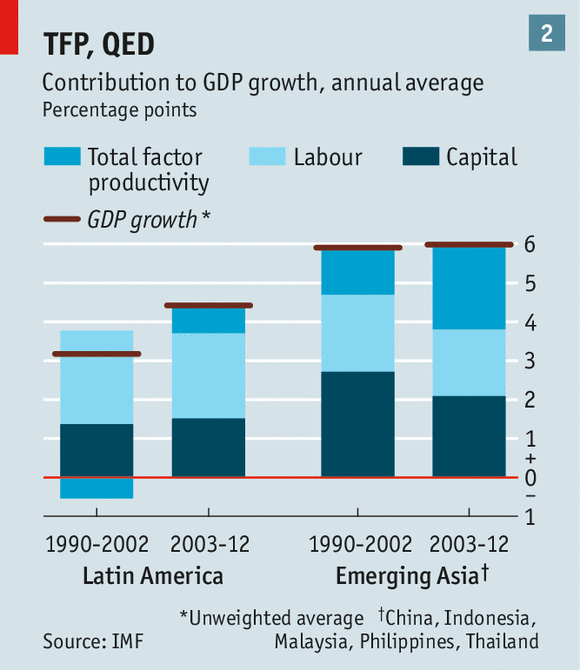 TFP, QED
2
Contribution to GDP growth, annual average
Percentage points
Total factor
productivity
Labour
Capital
GDP growth*
6
5
4
3
2
1
+
0
–
1
1990-2002 2003-12 1990-2002 2003-12
Latin America Emerging Asia†
*Unweighted average †China, Indonesia,
Source: IMF Malaysia, Philippines, Thailand